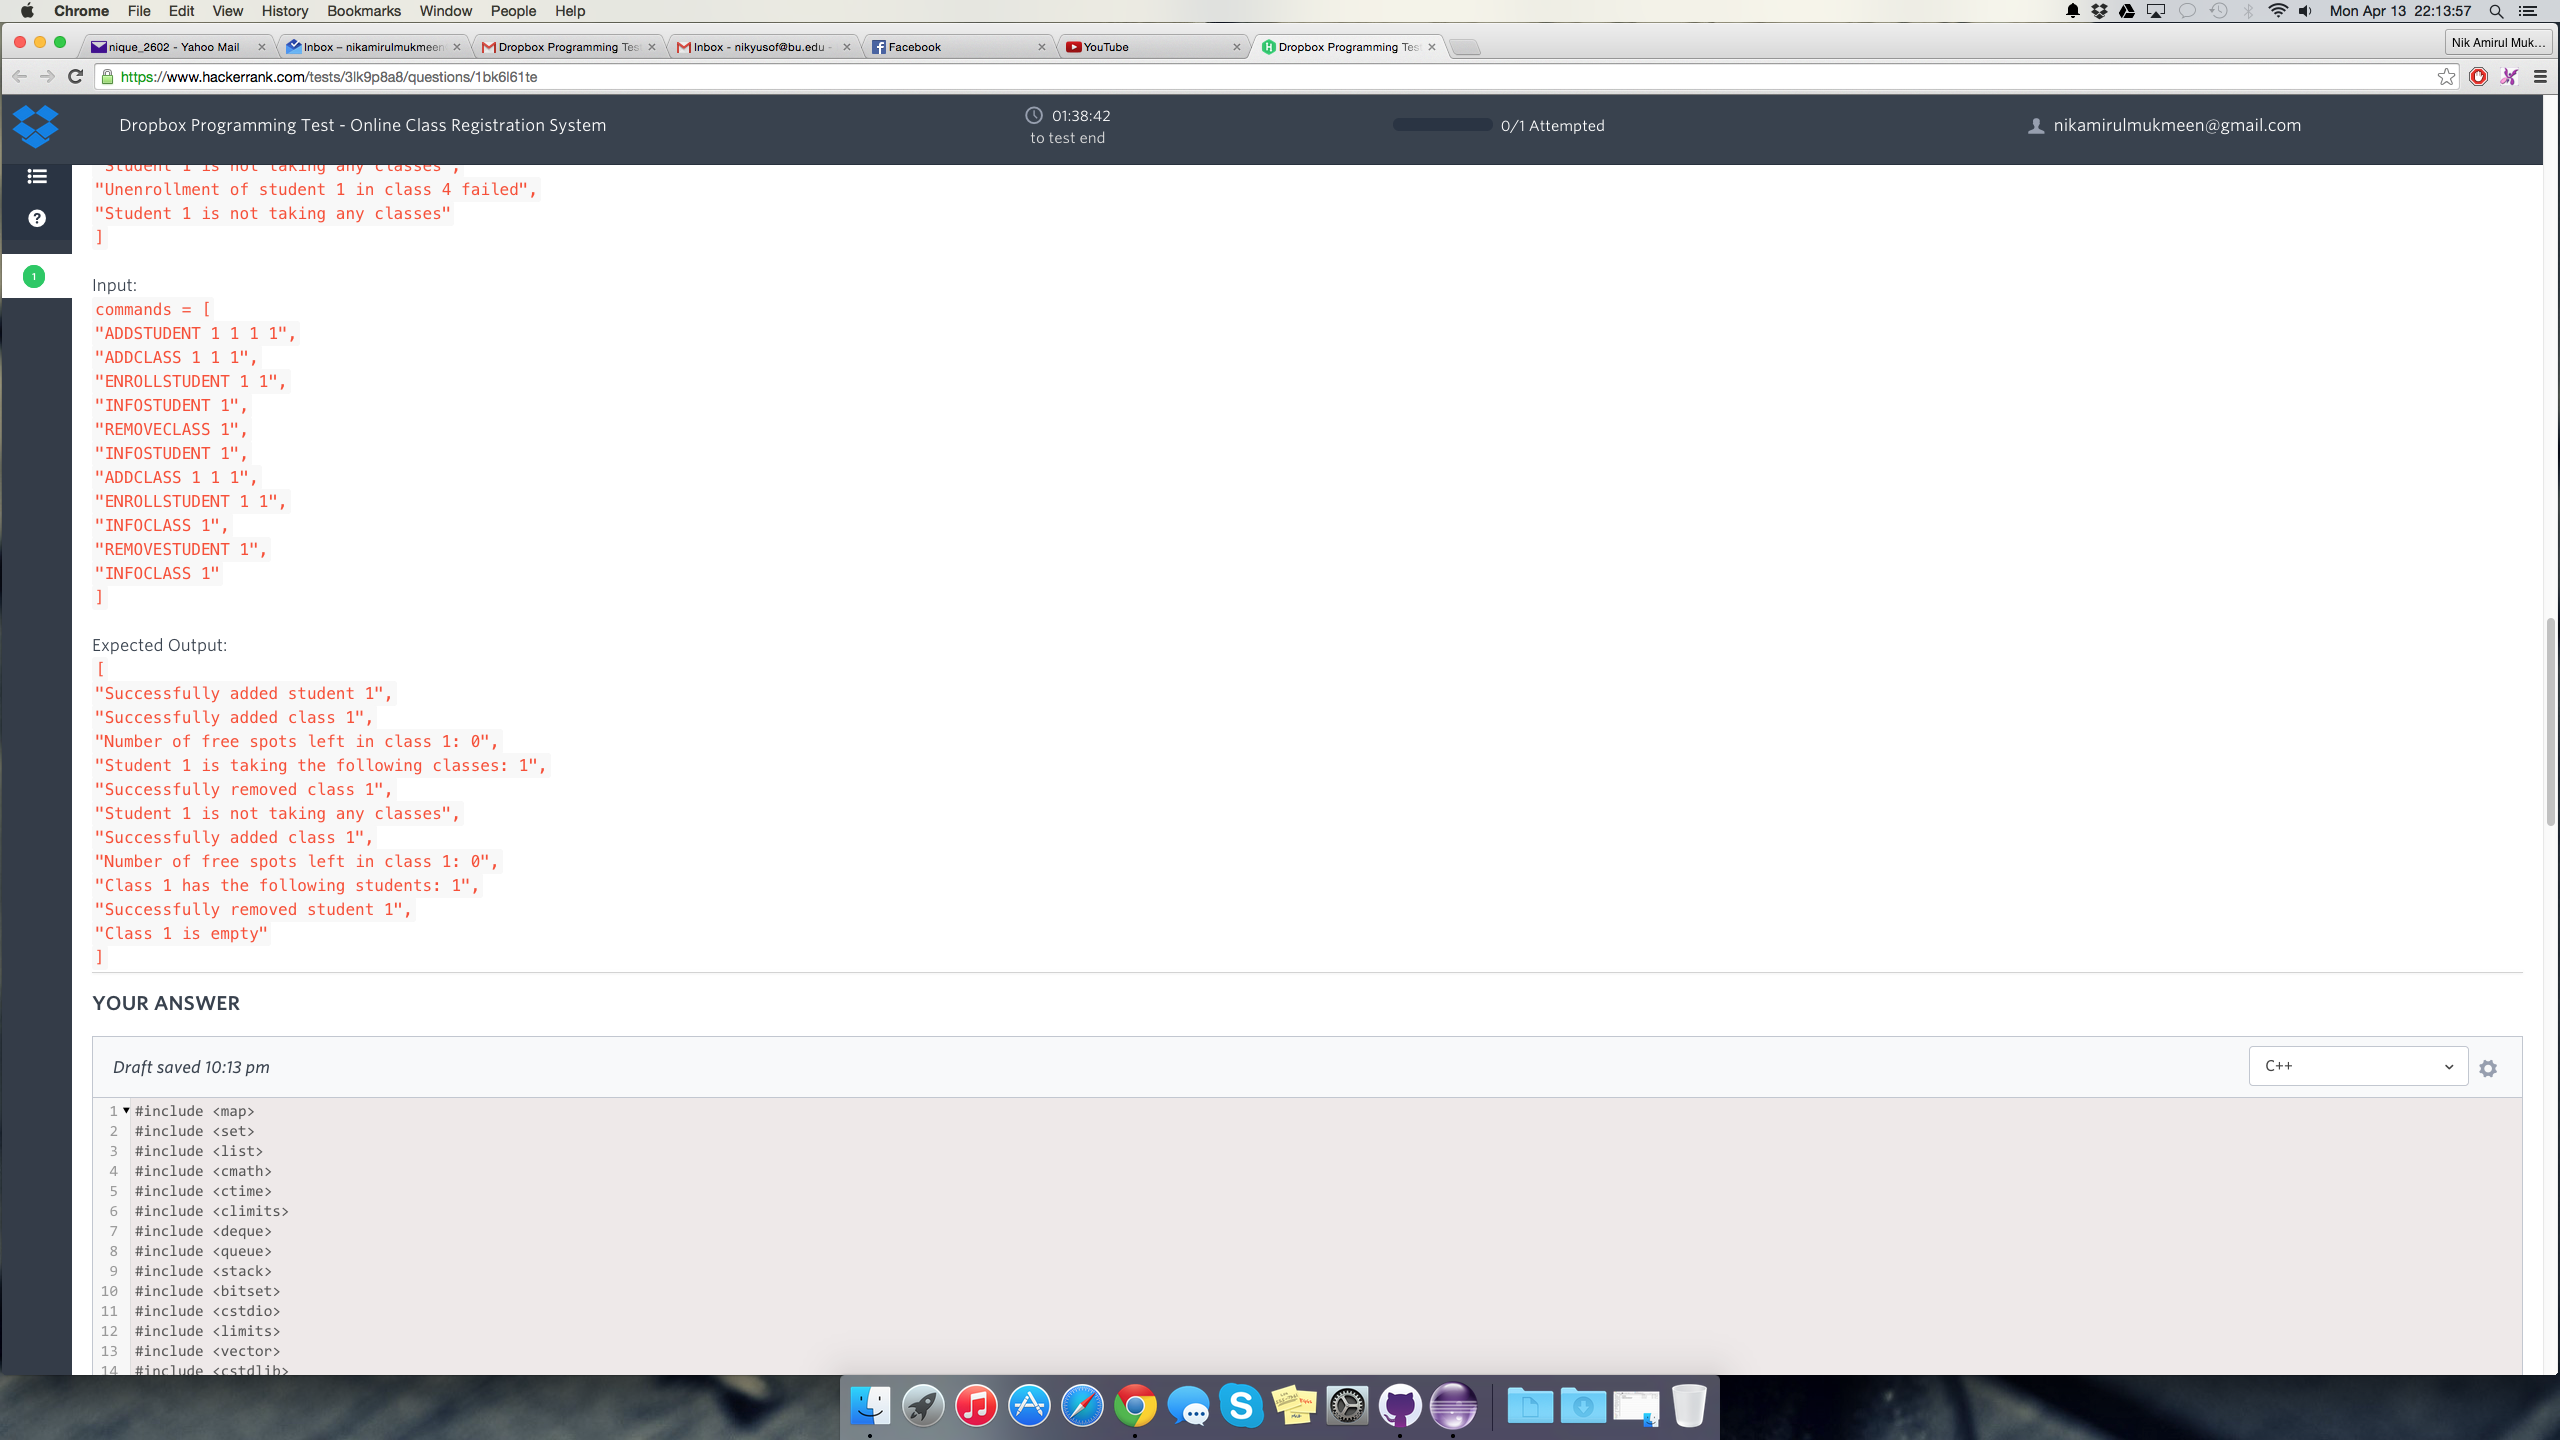 Chrome File Edit View History Bookmarks Window People Help Mon Apr 13 22:13:57
nique_2602 - Yahoo Mail Inbox – nikamirulmukmeen Dropbox Programming Tes Inbox - nikyusof@bu.edu - Facebook YouTube Dropbox Programming Tes Nik Amirul Muk...
https://www.hackerrank.com/tests/3lk9p8a8/questions/1bk6l61te
Dropbox Programming Test - Online Class Registration System 01:38:42 to test end 0/1 Attempted nikamirulmukmeen@gmail.com
"Student 1 is not taking any classes",
"Unenrollment of student 1 in class 4 failed",
"Student 1 is not taking any classes"
]
1
Input:
commands = [
"ADDSTUDENT 1 1 1 1",
"ADDCLASS 1 1 1",
"ENROLLSTUDENT 1 1",
"INFOSTUDENT 1",
"REMOVECLASS 1",
"INFOSTUDENT 1",
"ADDCLASS 1 1 1",
"ENROLLSTUDENT 1 1",
"INFOCLASS 1",
"REMOVESTUDENT 1",
"INFOCLASS 1"
]
Expected Output:
[
"Successfully added student 1",
"Successfully added class 1",
"Number of free spots left in class 1: 0",
"Student 1 is taking the following classes: 1",
"Successfully removed class 1",
"Student 1 is not taking any classes",
"Successfully added class 1",
"Number of free spots left in class 1: 0",
"Class 1 has the following students: 1",
"Successfully removed student 1",
"Class 1 is empty"
]
YOUR ANSWER
Draft saved 10:13 pm C++
1 #include <map>
2 #include <set>
3 #include <list>
4 #include <cmath>
5 #include <ctime>
6 #include <climits>
7 #include <deque>
8 #include <queue>
9 #include <stack>
10 #include <bitset>
11 #include <cstdio>
12 #include <limits>
13 #include <vector>
14 #include <cstdlib>